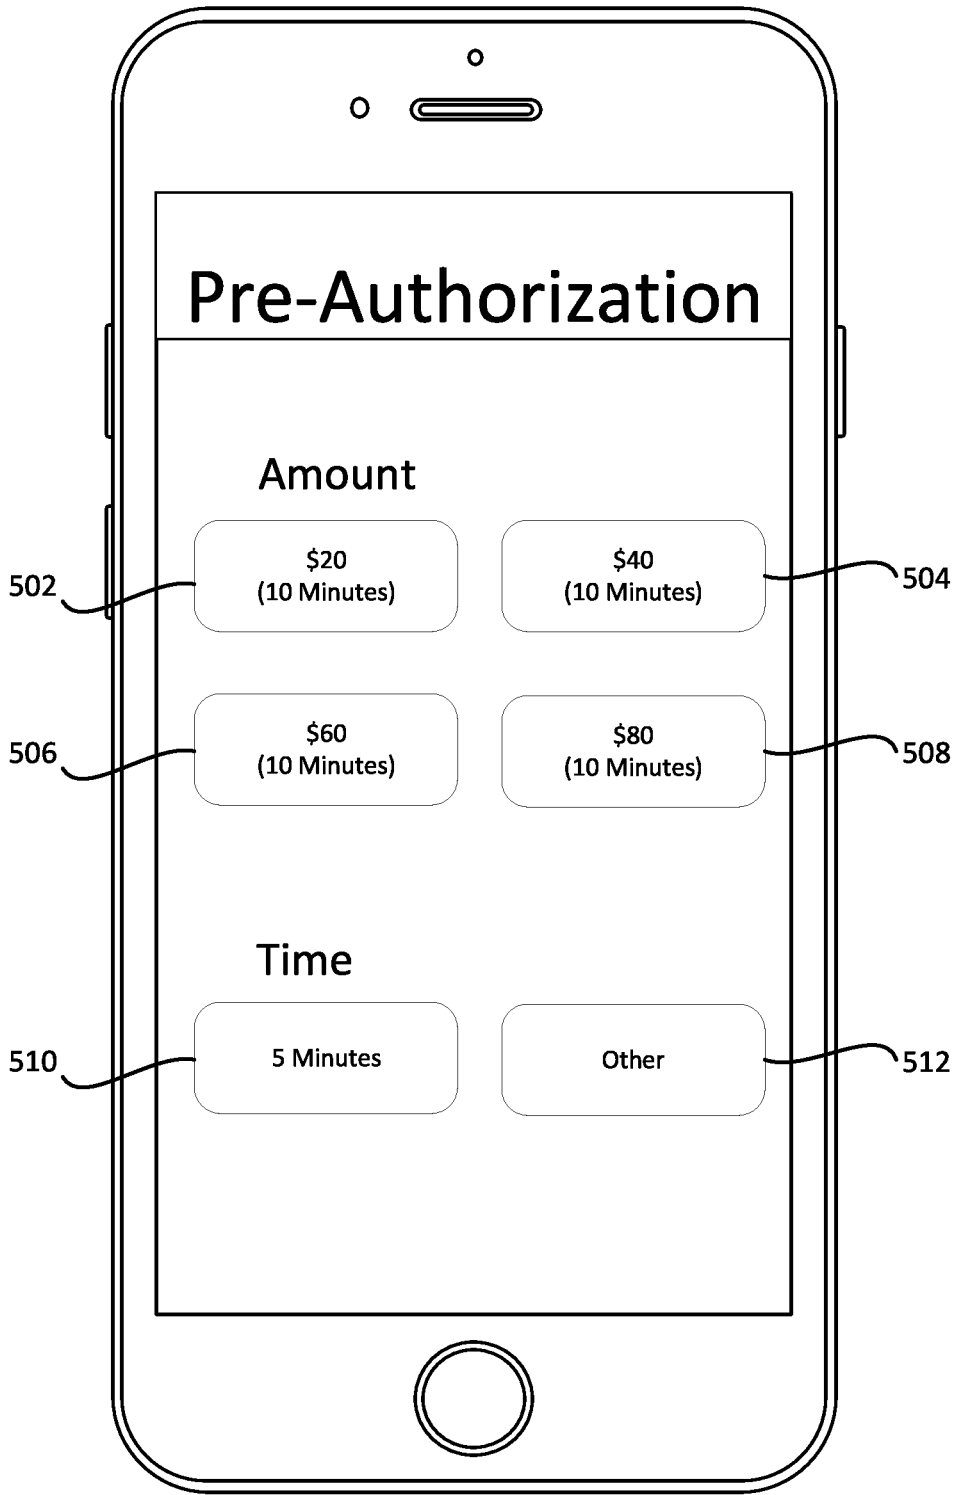 Pre-Authorization
Amount
502
$20
(10 Minutes)
$40
(10 Minutes)
504
506
$60
(10 Minutes)
$80
(10 Minutes)
508
Time
510
5 Minutes
Other
512